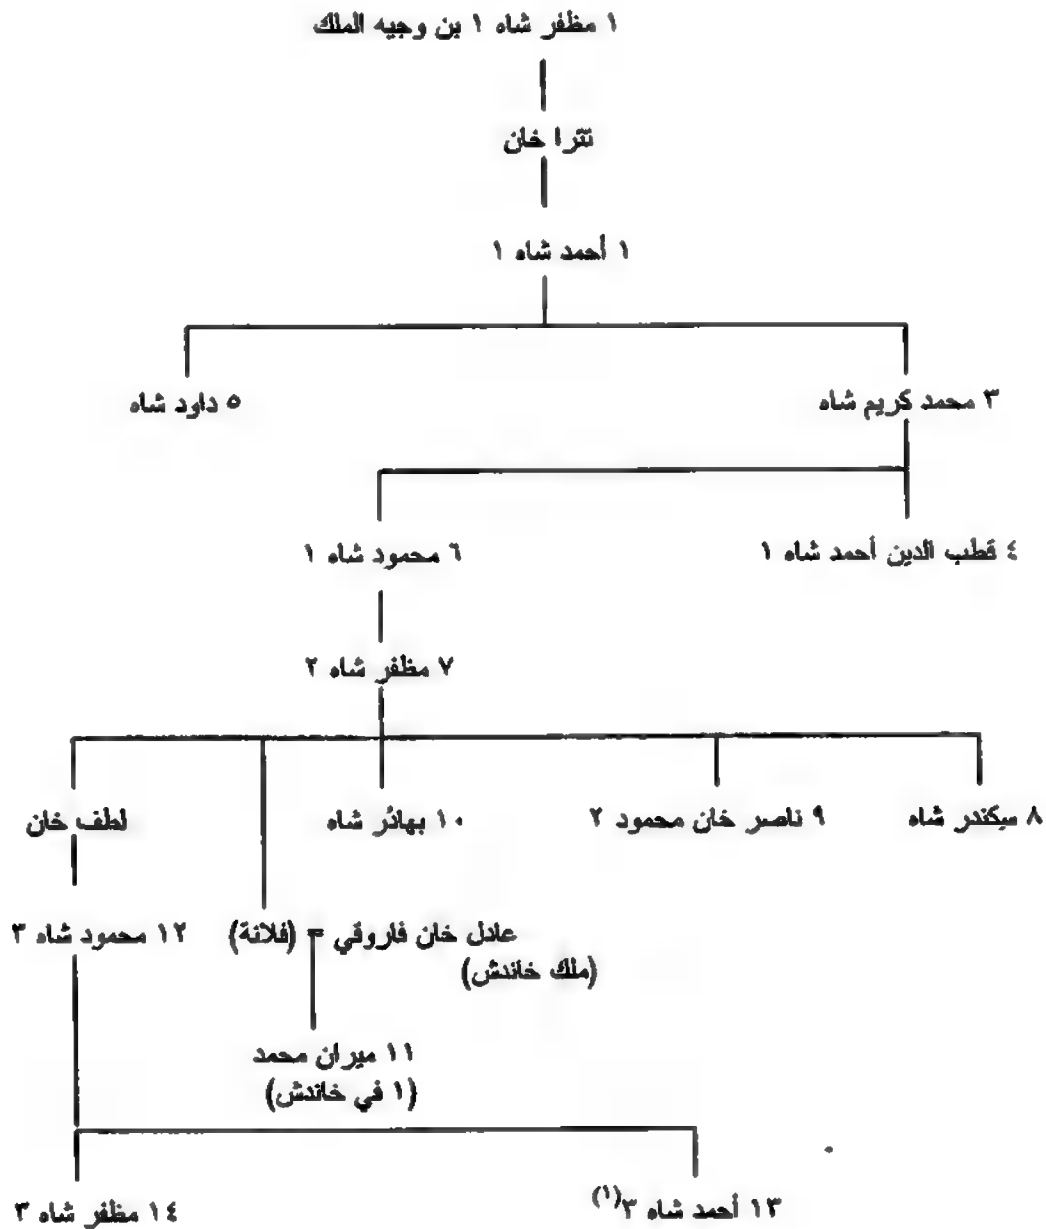 ١ مظفر شاه ١ بن وجيه الملك
تترا خان
١ أحمد شاه ١
٣ محمد كريم شاه
٥ داود شاه
٤ قطب الدين أحمد شاه ١
٦ محمود شاه ١
٧ مظفر شاه ٢
٨ سيكندر شاه
٩ ناصر خان محمود ٢
١٠ بهائر شاه
لطف خان
عادل خان فاروقي = (فلانة)
(ملك خاندش)
١٢ محمود شاه ٣
١١ ميران محمد
(١ في خاندش)
١٣ أحمد شاه ٣(١)
١٤ مظفر شاه ٣